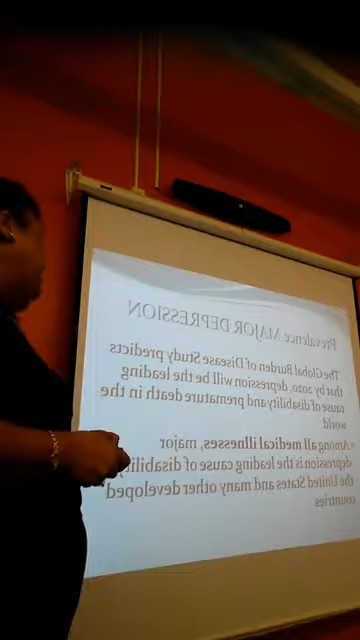 Prevalence MAJOR DEPRESSION
The Global Burden of Disease Study predicts
that by 2020, depression will be the leading
cause of disability and premature death in the
world
Among all medical illnesses, major
depression is the leading cause of disability
the United States and many other developed
countries